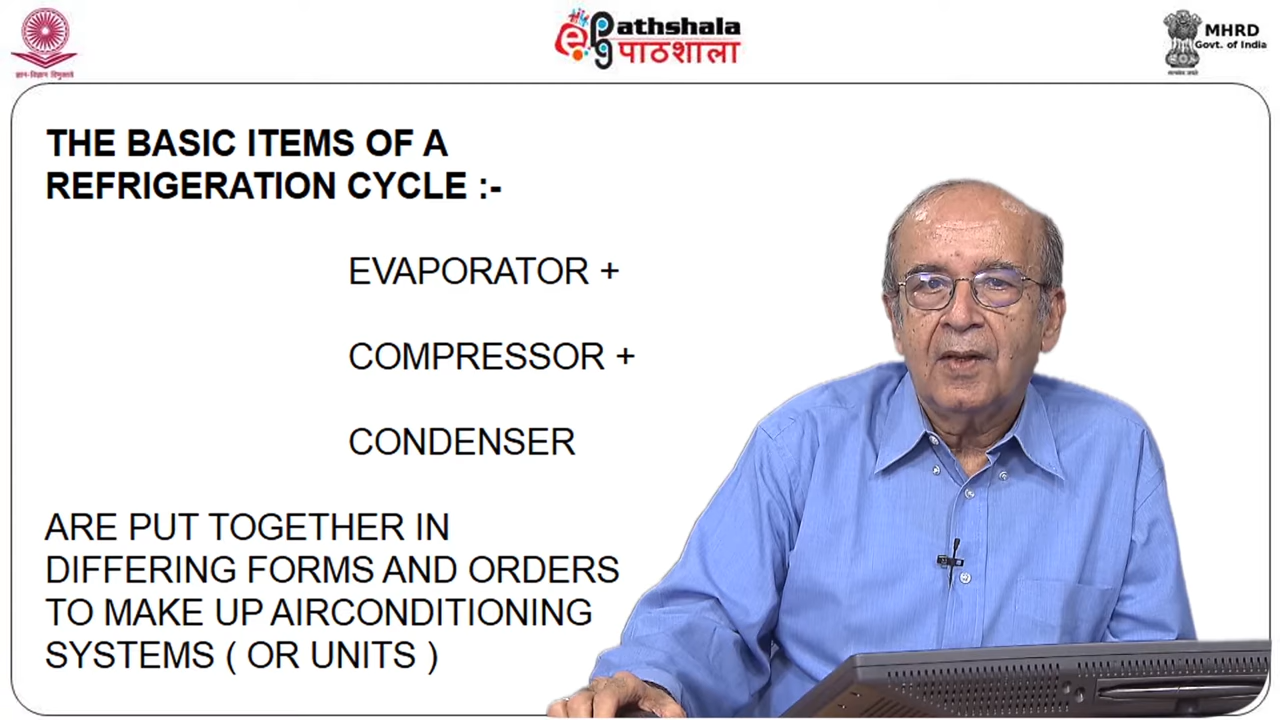 ज्ञान-विज्ञान विमुक्तये
ePathshala
पाठशाला
MHRD
Govt. of India
THE BASIC ITEMS OF A
REFRIGERATION CYCLE :-
EVAPORATOR +
COMPRESSOR +
CONDENSER
ARE PUT TOGETHER IN
DIFFERING FORMS AND ORDERS
TO MAKE UP AIRCONDITIONING
SYSTEMS ( OR UNITS )